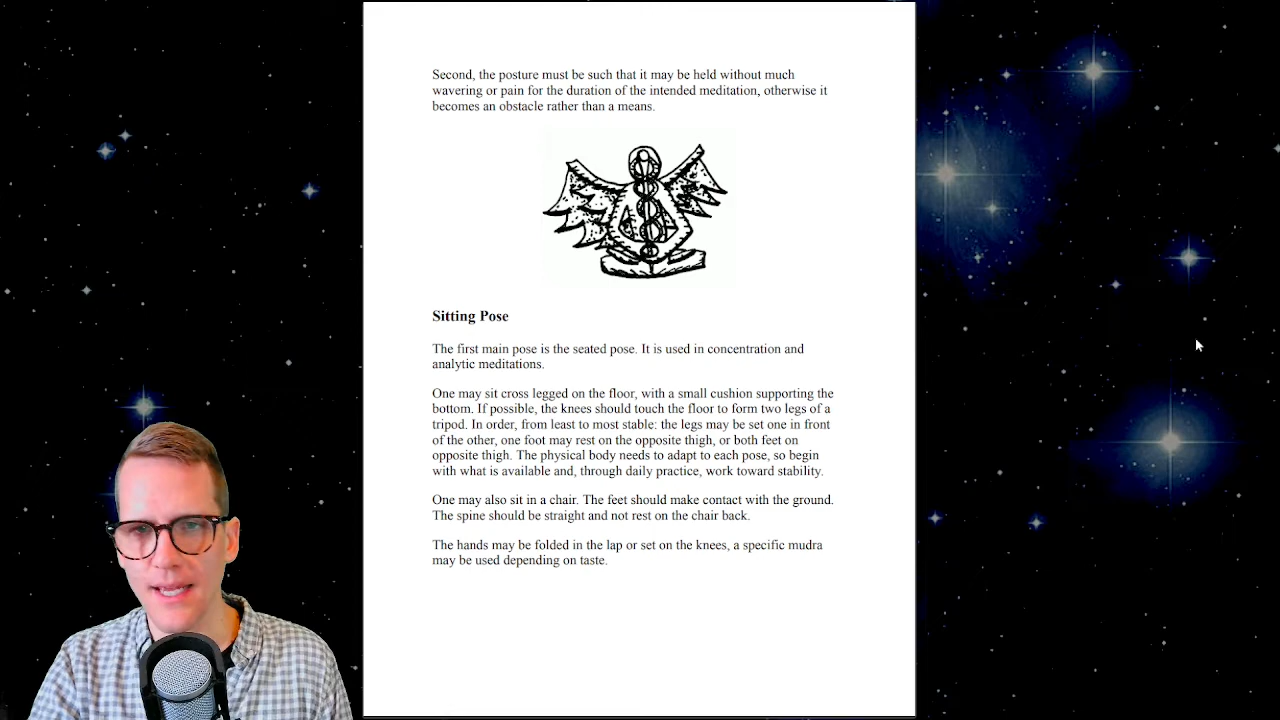 Second, the posture must be such that it may be held without much
wavering or pain for the duration of the intended meditation, otherwise it
becomes an obstacle rather than a means.
Sitting Pose
The first main pose is the seated pose. It is used in concentration and
analytic meditations.
One may sit cross legged on the floor, with a small cushion supporting the
bottom. If possible, the knees should touch the floor to form two legs of a
tripod. In order, from least to most stable: the legs may be set one in front
of the other, one foot may rest on the opposite thigh, or both feet on
opposite thigh. The physical body needs to adapt to each pose, so begin
with what is available and, through daily practice, work toward stability.
One may also sit in a chair. The feet should make contact with the ground.
The spine should be straight and not rest on the chair back.
The hands may be folded in the lap or set on the knees, a specific mudra
may be used depending on taste.